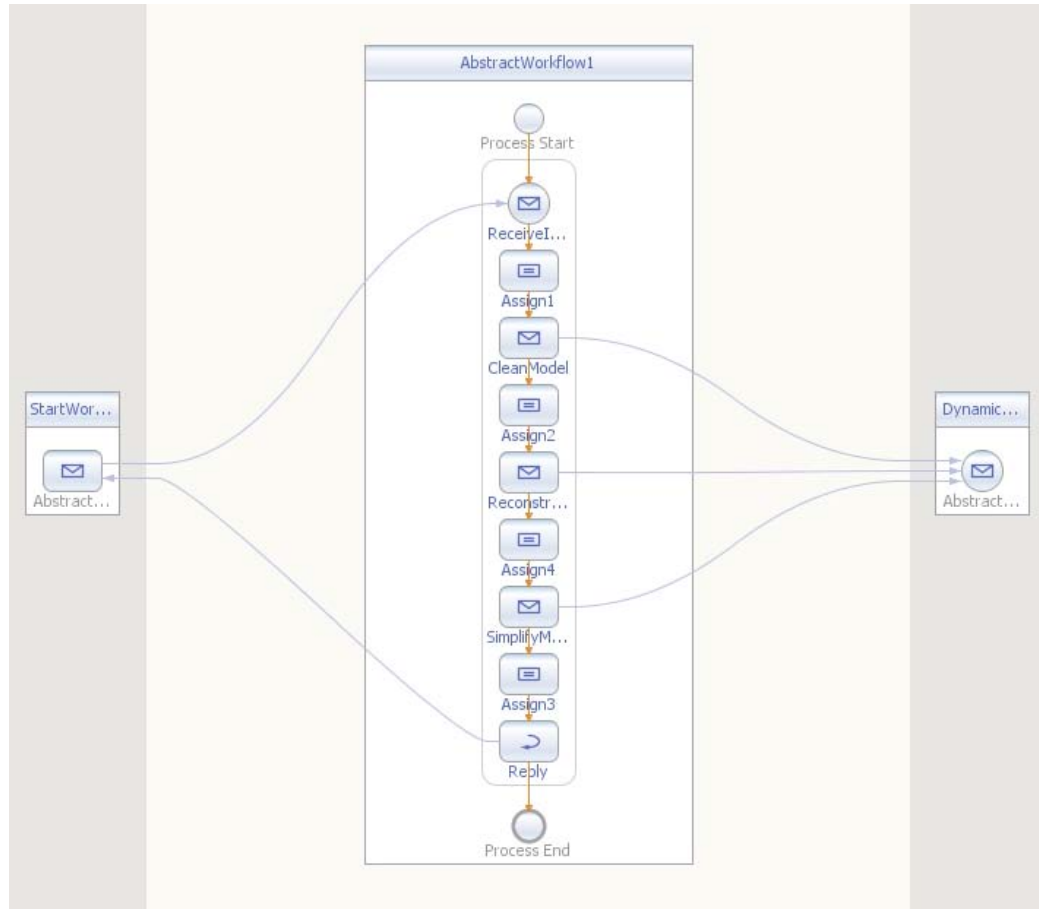 AbstractWorkflow1
Process Start
ReceiveI...
Assign1
CleanModel
Assign2
Reconstr...
Assign4
SimplifyM...
Assign3
Reply
Process End
StartWor...
Abstract...
Dynamic...
Abstract...